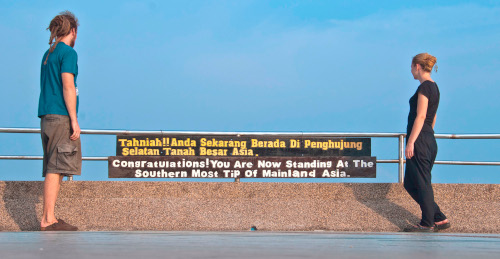 Tahniah!!Anda Sekarang Berada Di Penghujung
Selatan Tanah Besar Asia.
Congratulations!You Are Now Standing At The
Southern Most Tip Of Mainland Asia.